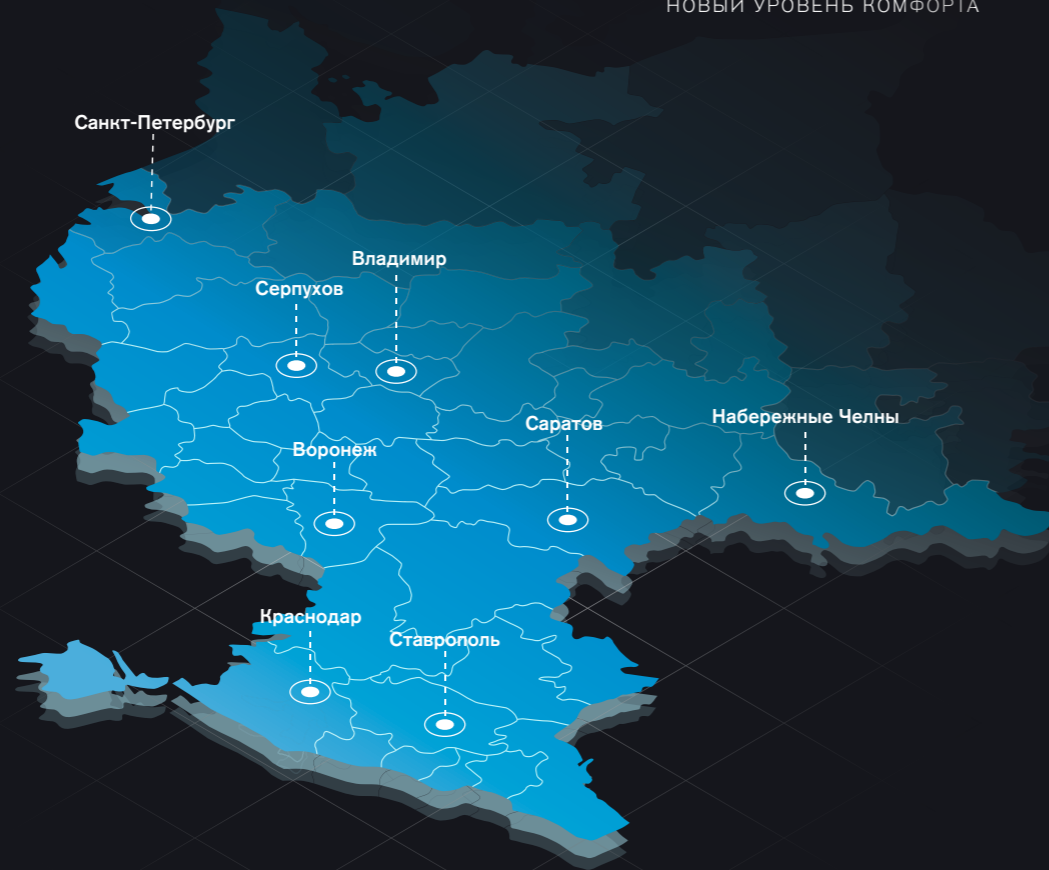 НОВЫЙ УРОВЕНЬ КОМФОРТА
Санкт-Петербург
Владимир
Серпухов
Набережные Челны
Саратов
Воронеж
Краснодар
Ставрополь